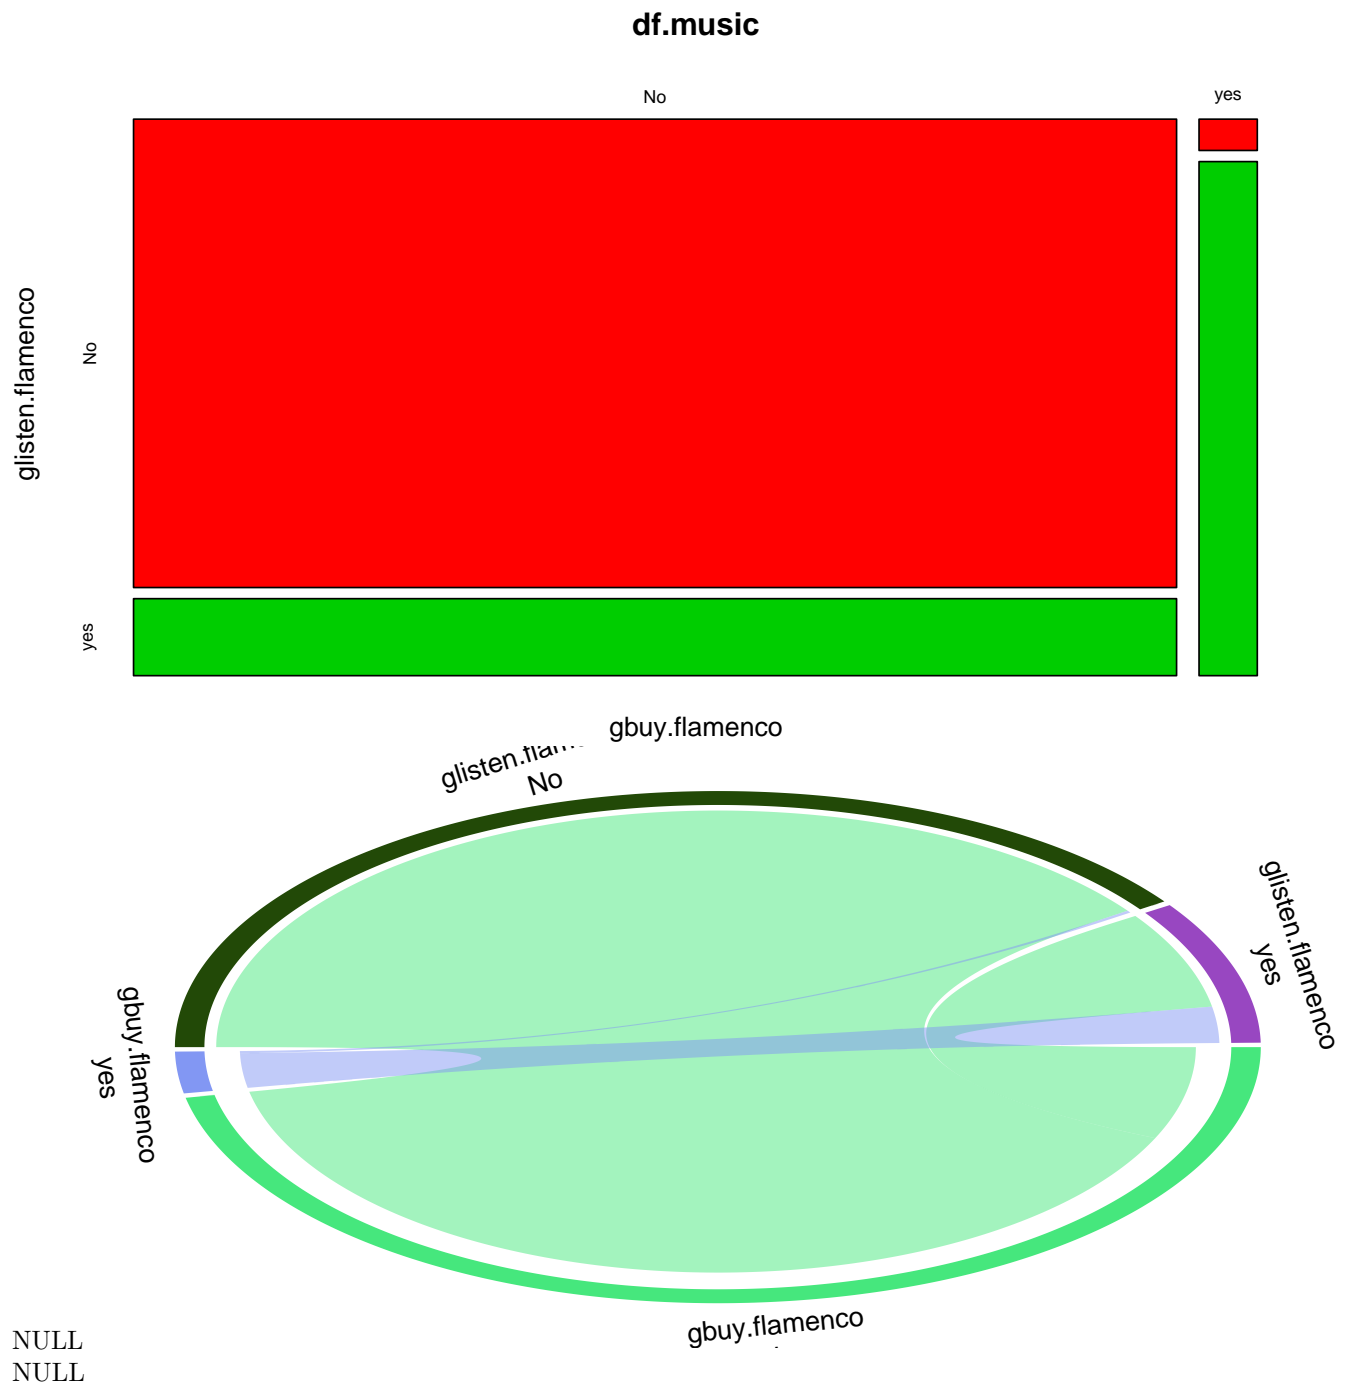 df.music
No
yes
glisten.flamenco
No
yes
gbuy.flamenco
No
glisten.flamenco
yes
gbuy.flamenco
yes
gbuy.flamenco
NULL
NULL